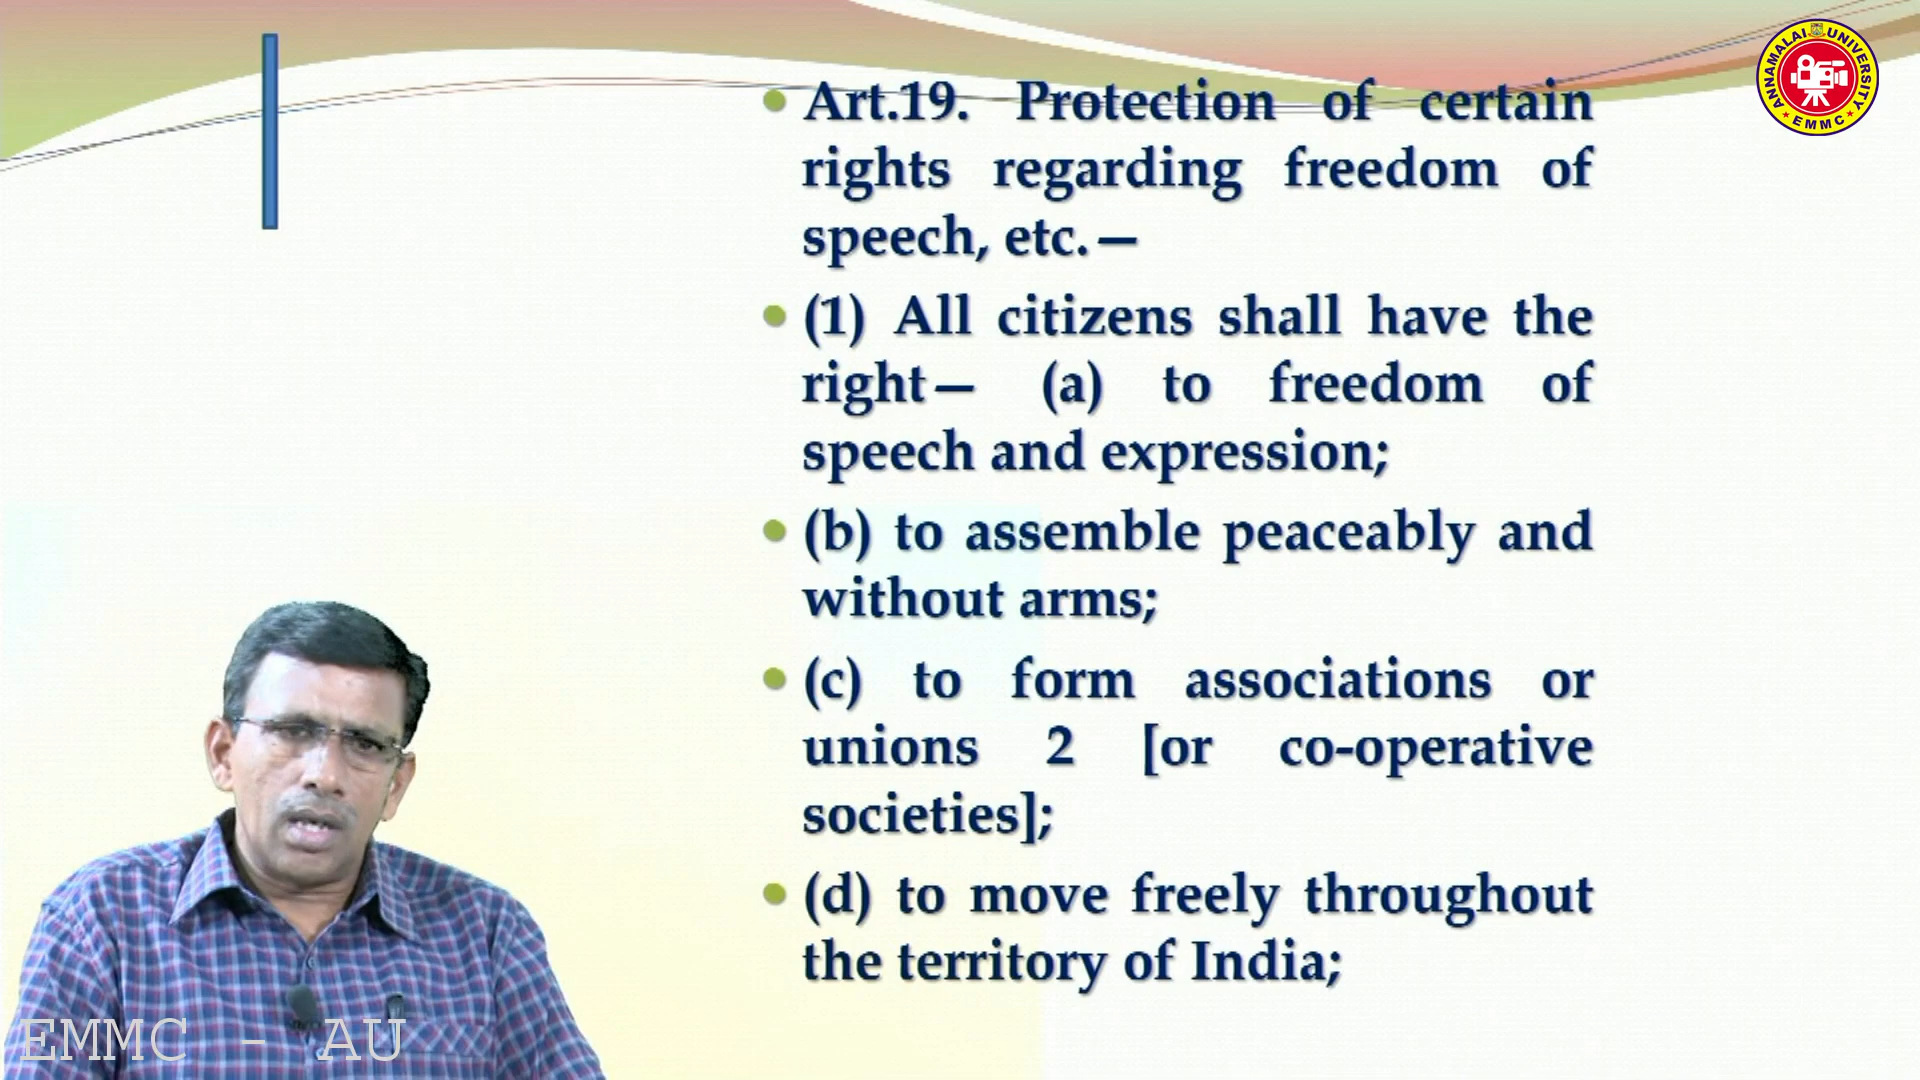 Art.19. Protection of certain
rights regarding freedom of
speech, etc.—
(1) All citizens shall have the
right— (a) to freedom of
speech and expression;
(b) to assemble peaceably and
without arms;
(c) to form associations or
unions 2 [or co-operative
societies];
(d) to move freely throughout
the territory of India;
ANNAMALAI UNIVERSITY
EMMC
EMMC - AU